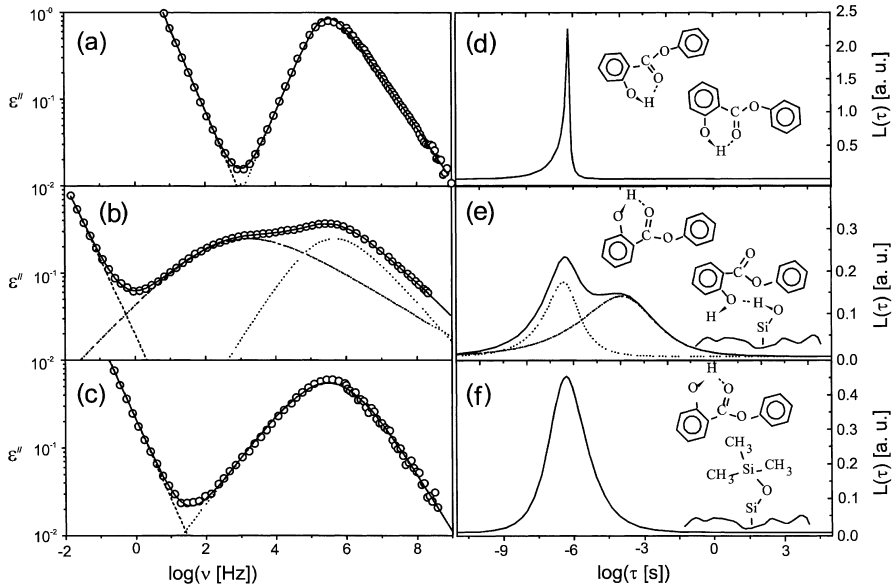 (a)
10⁻⁰
ε″
10⁻¹
10⁻²
(b)
ε″
10⁻¹
10⁻²
(c)
ε″
10⁻¹
10⁻²
-2 0 2 4 6 8
log(ν [Hz])
(d)
O
C
O
O
H
O
C
O
O
H
2.5
2.0
1.5
1.0
0.5
L(τ) [a. u.]
(e)
H
O
O
C
O
O
C
O
O
H
H
O
Si
0.3
0.2
0.1
0.0
L(τ) [a. u.]
(f)
H
O
O
C
O
CH₃
Si
CH₃
CH₃
O
Si
0.4
0.3
0.2
0.1
0.0
L(τ) [a. u.]
-9 -6 -3 0 3
log(τ [s])